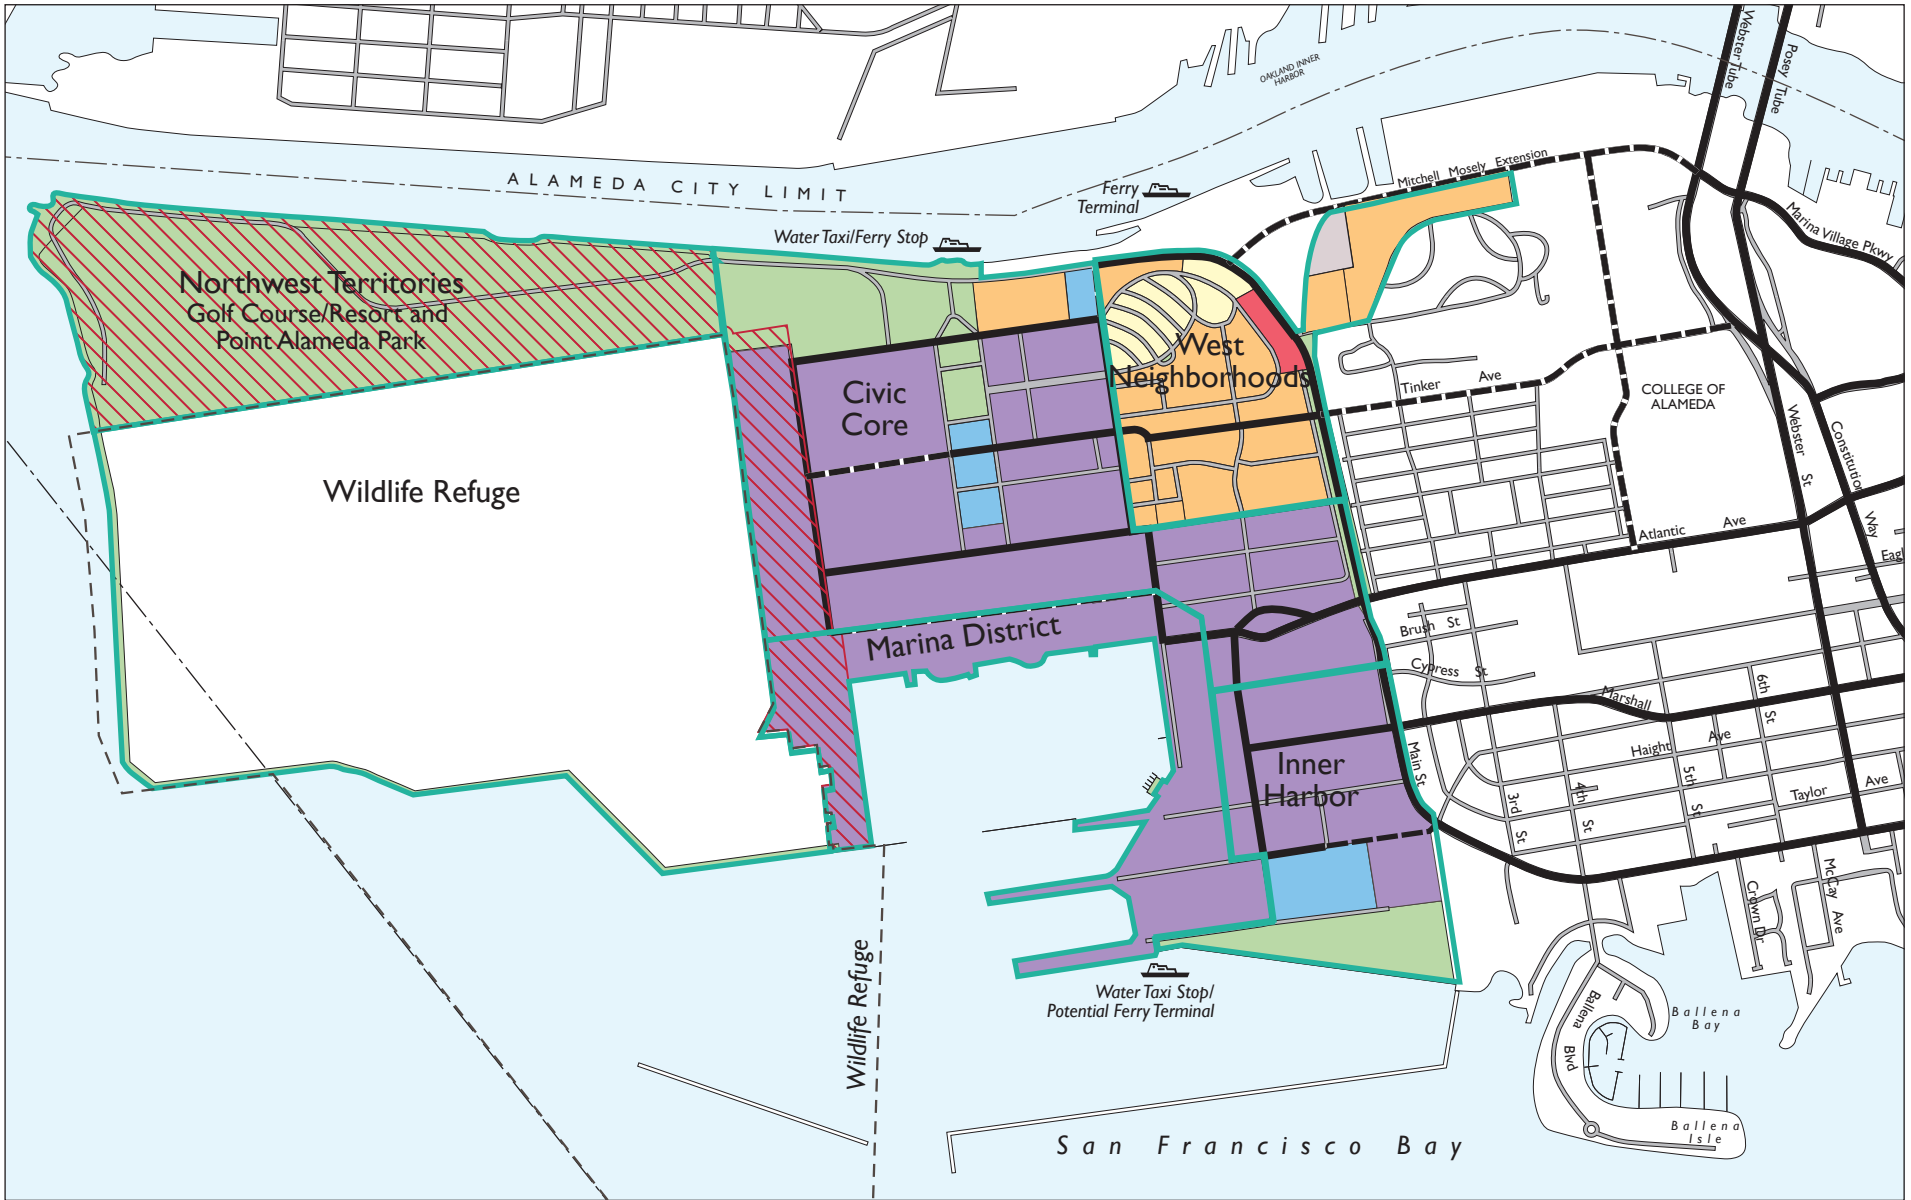 Webster Tube
Posey Tube
OAKLAND INNER
HARBOR
Mitchell Mosely Extension
ALAMEDA CITY LIMIT
Ferry
Terminal
Water Taxi/Ferry Stop
Marina Village Pkwy
Northwest Territories
Golf Course/Resort and
Point Alameda Park
West
Neighborhoods
Civic
Core
Tinker Ave
COLLEGE OF
ALAMEDA
Webster St
Constitution Way
Wildlife Refuge
Atlantic Ave
Eagl
Marina District
Brush St
Cypress St
Marshall
6th St
Haight Ave
Main St
Inner
Harbor
5th St
4th St
3rd St
Taylor Ave
McCay Ave
Crown Dr
Wildlife Refuge
Water Taxi Stop/
Potential Ferry Terminal
Ballena
Bay
Ballena Blvd
Ballena
Isle
San Francisco Bay